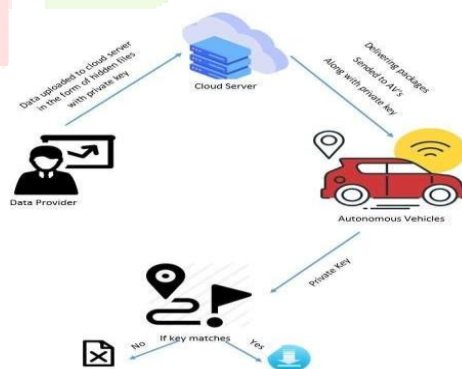 Data uploaded to cloud server
in the form of hidden files
with private key
Cloud Server
Delivering packages
Sended to AV's
Along with private key
Data Provider
Autonomous Vehicles
Private Key
If key matches
No
Yes